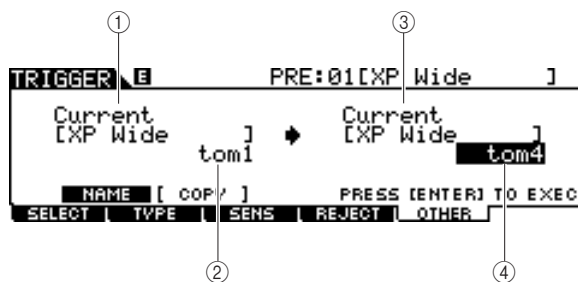 ① ③
TRIGGER E PRE:01[XP Wide ]
Current Current
[XP Wide ] [XP Wide ]
tom1 tom4
NAME [ COPY ] PRESS [ENTER] TO EXEC
SELECT TYPE SENS REJECT OTHER
② ④